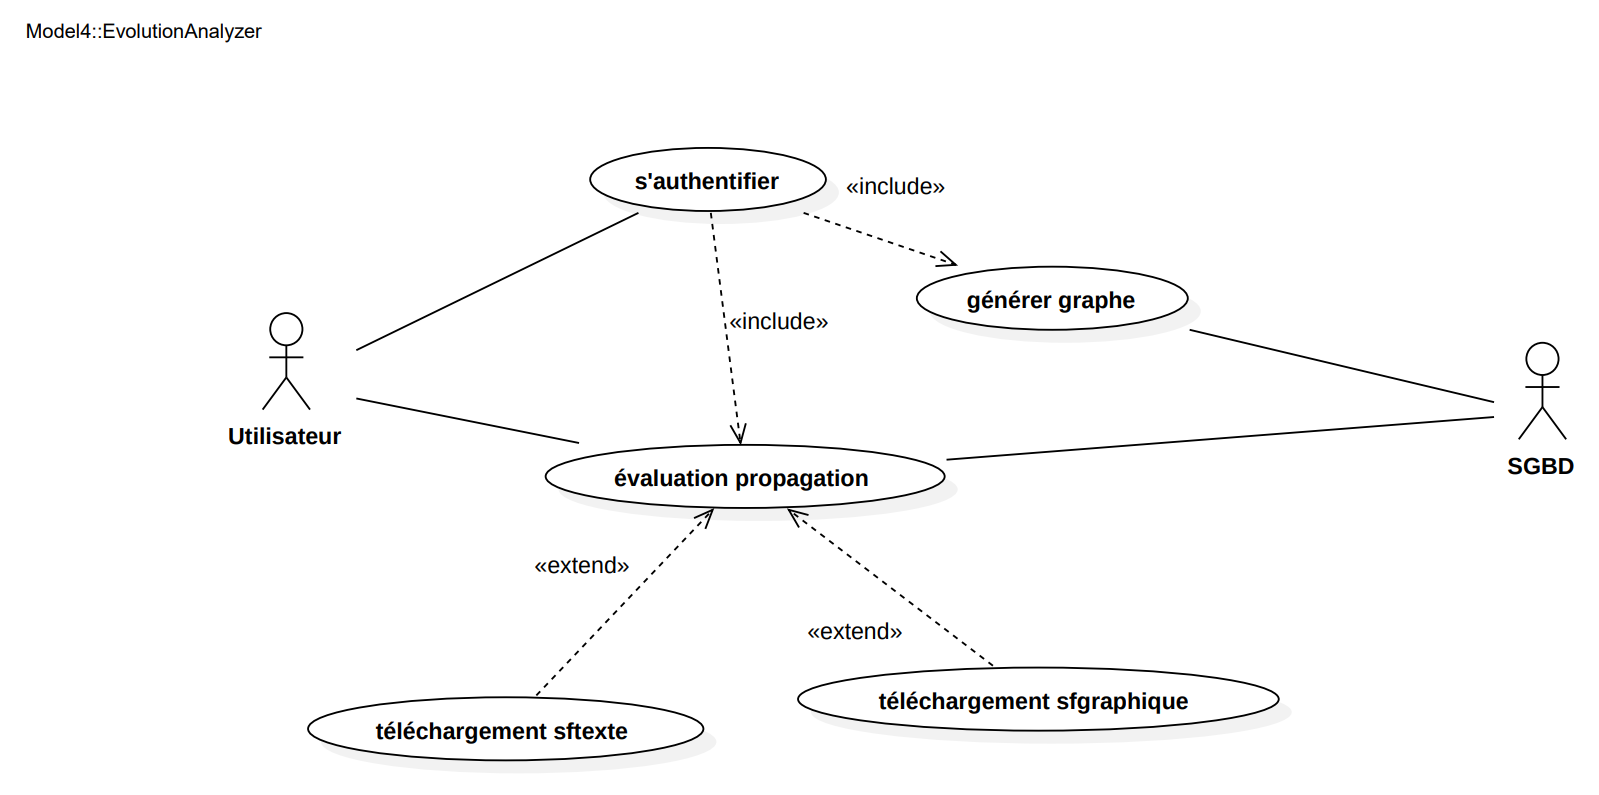 Model4::EvolutionAnalyzer
s'authentifier
«include»
générer graphe
«include»
Utilisateur
SGBD
évaluation propagation
«extend»
«extend»
téléchargement sfgraphique
téléchargement sftexte